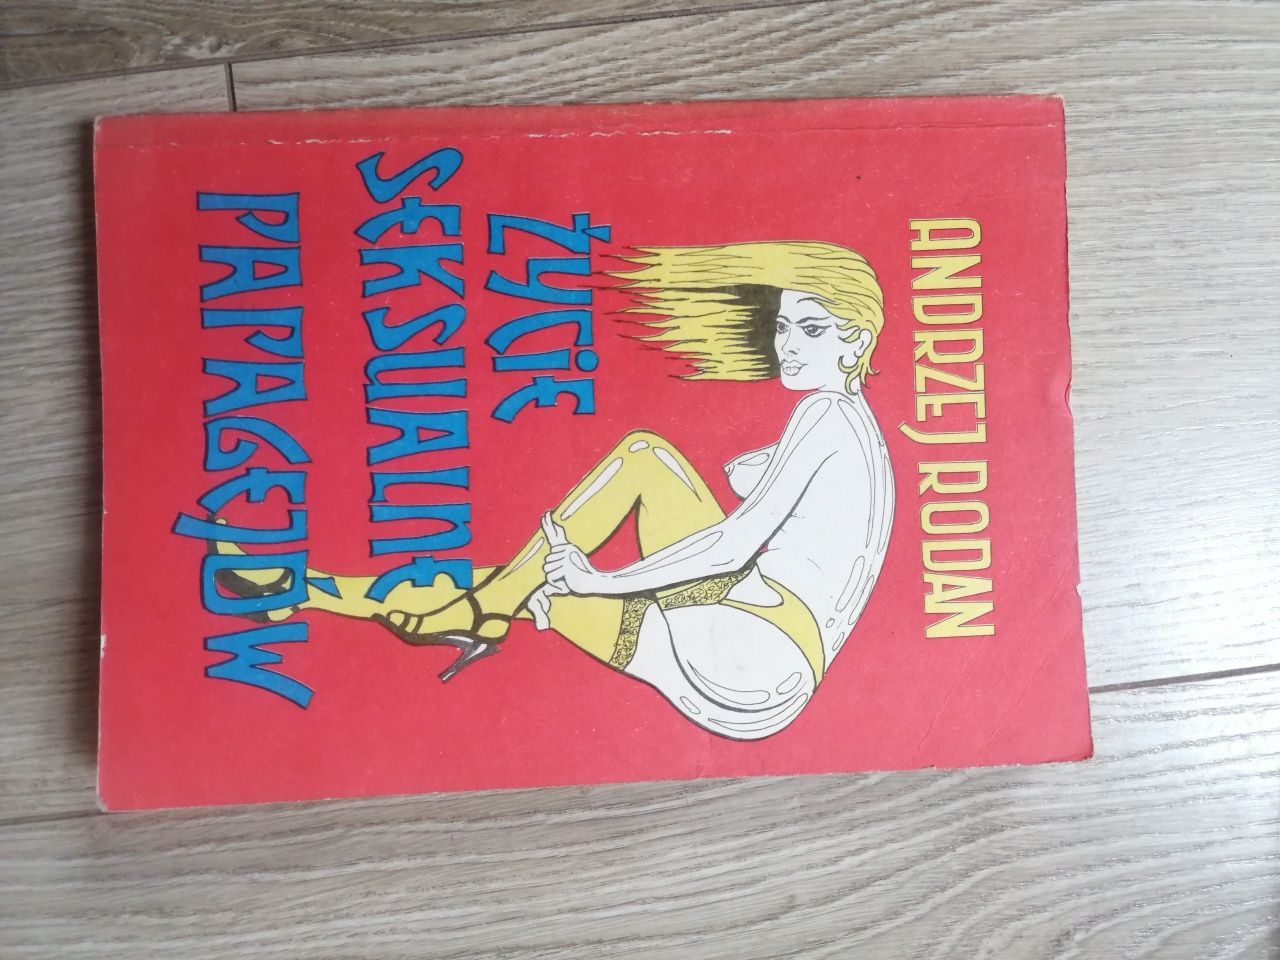 ANDRZEJ RODAN
ŻYCIE
SEKSUALNE
PAPAGEJÓW